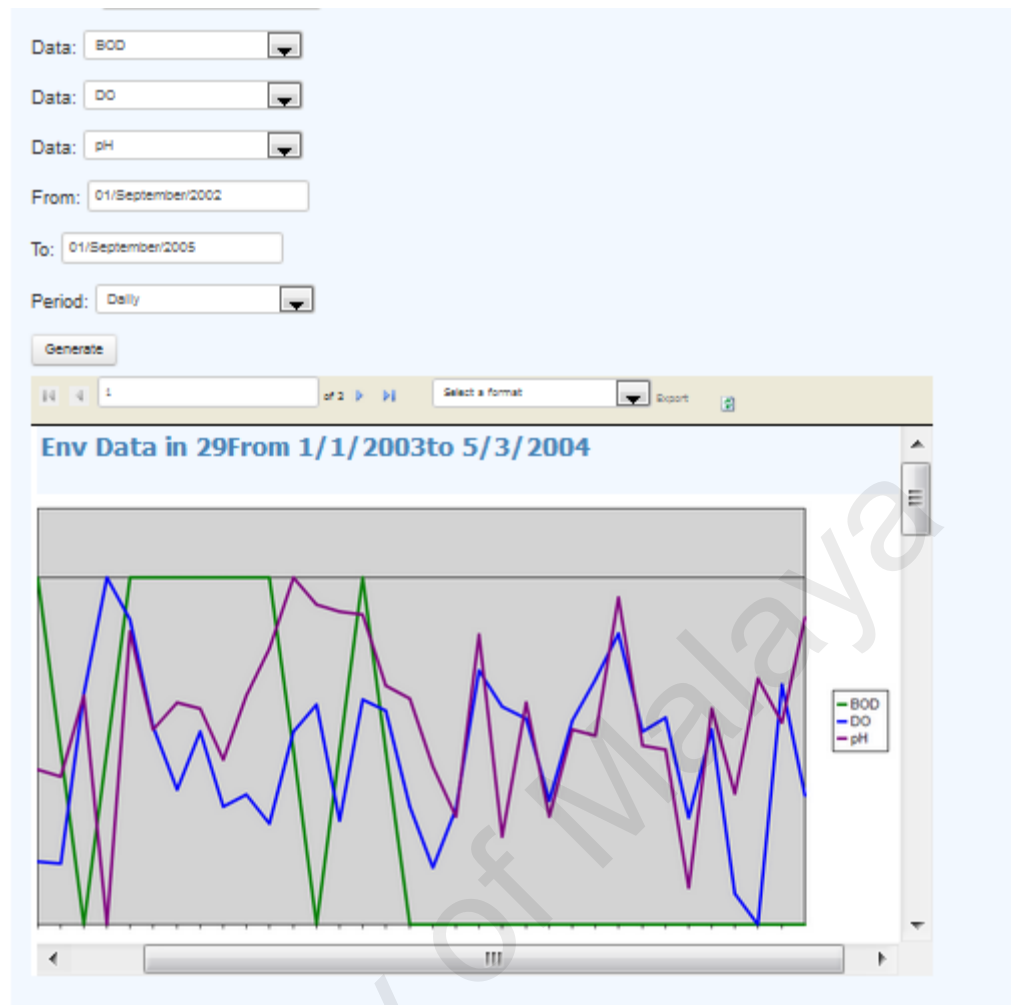 Data: BOD
Data: DO
Data: pH
From: 01/September/2002
To: 01/September/2005
Period: Daily
Generate
1 of 2 Select a format Export
Env Data in 29From 1/1/2003to 5/3/2004
BOD
DO
pH
of Malaya